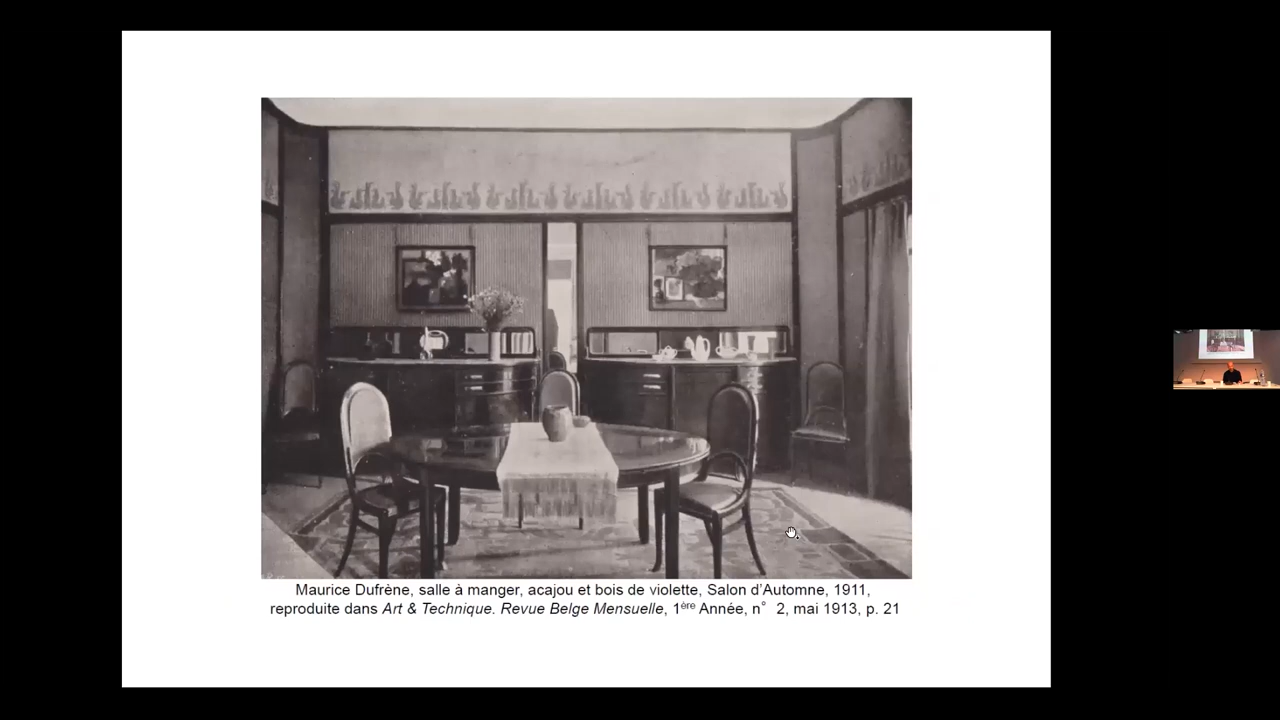 Maurice Dufrène, salle à manger, acajou et bois de violette, Salon d’Automne, 1911,
reproduite dans Art & Technique. Revue Belge Mensuelle, 1ère Année, n° 2, mai 1913, p. 21